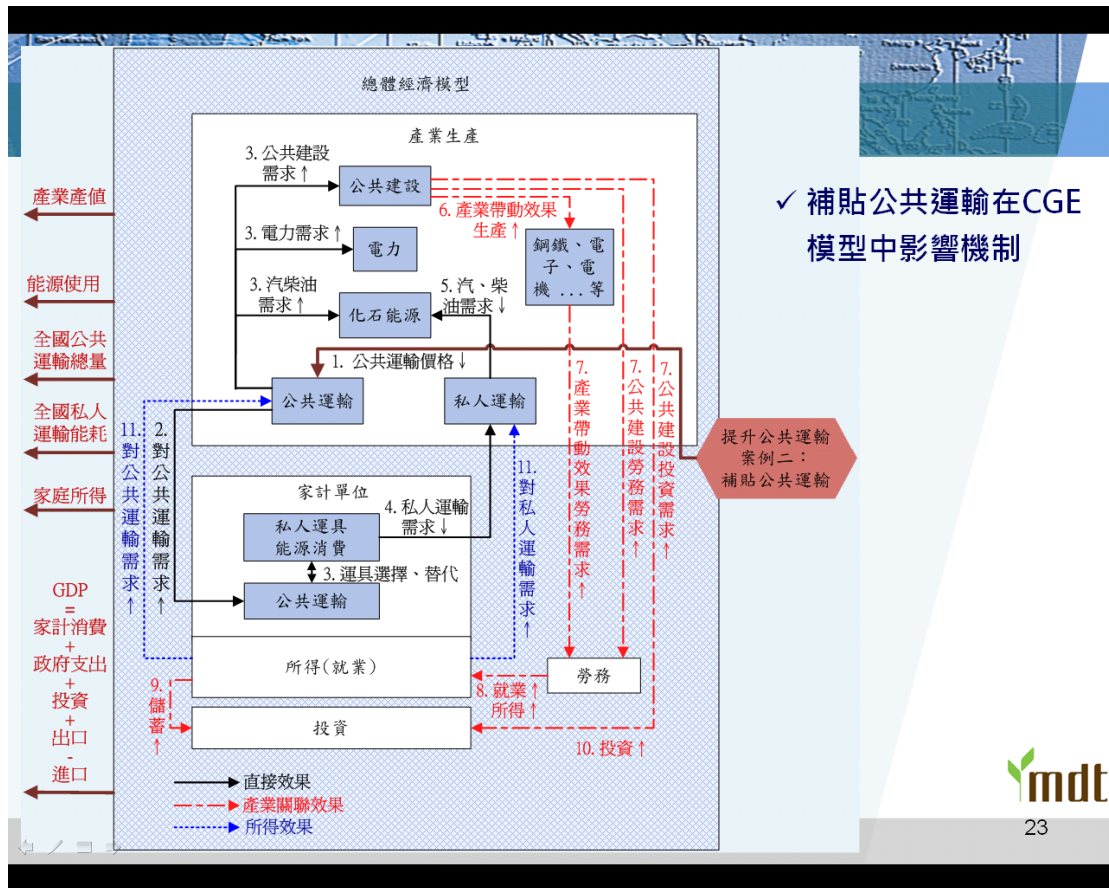 總體經濟模型
產業生產
3. 公共建設
需求↑
公共建設
6. 產業帶動效果
生產↑
3. 電力需求↑
電力
鋼鐵、電
子、電
機 ...等
3. 汽柴油
需求↑
化石能源
5. 汽、柴
油需求↓
1. 公共運輸價格↓
公共運輸
私人運輸
7.產業帶動效果勞務需求↑
7.公共建設勞務需求↑
7.公共建設投資需求↑
提升公共運輸
案例二：
補貼公共運輸
11.對公共運輸需求↑
2.對公共運輸需求↑
家計單位
私人運具
能源消費
4. 私人運輸
需求↓
3. 運具選擇、替代
公共運輸
11.對私人運輸需求↑
所得(就業)
勞務
8. 就業↑
所得↑
9.儲蓄↑
投資
10. 投資↑
直接效果
產業關聯效果
所得效果
產業產值
能源使用
全國公共
運輸總量
全國私人
運輸能耗
家庭所得
GDP
=
家計消費
+
政府支出
+
投資
+
出口
-
進口
✓ 補貼公共運輸在CGE
模型中影響機制
mdt
23